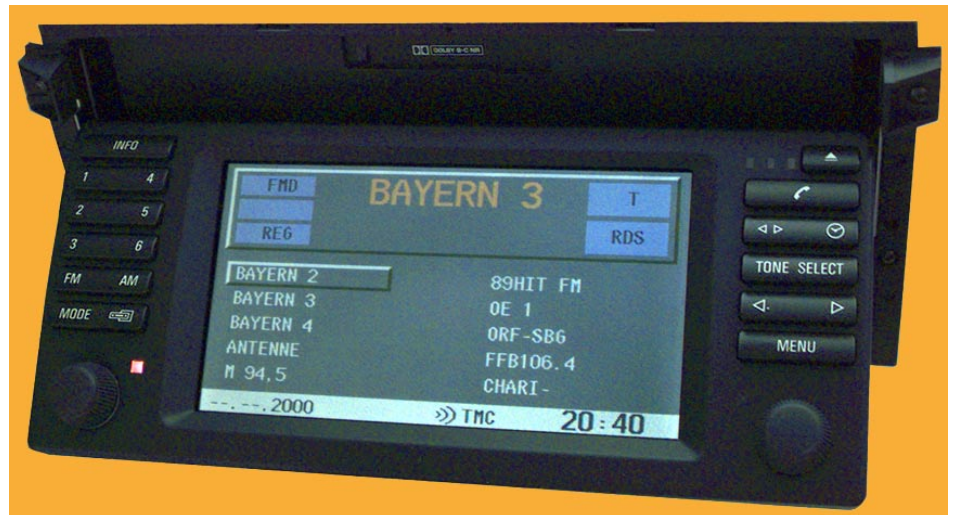 DOLBY B-C NR
INFO
1 4
2 5
3 6
FM AM
MODE
FMD
REG
BAYERN 3
T
RDS
BAYERN 2
BAYERN 3
BAYERN 4
ANTENNE
M 94,5
89HIT FM
OE 1
ORF-SBG
FFB106.4
CHARI-
--.--.2000
TMC
20:40
TONE SELECT
MENU